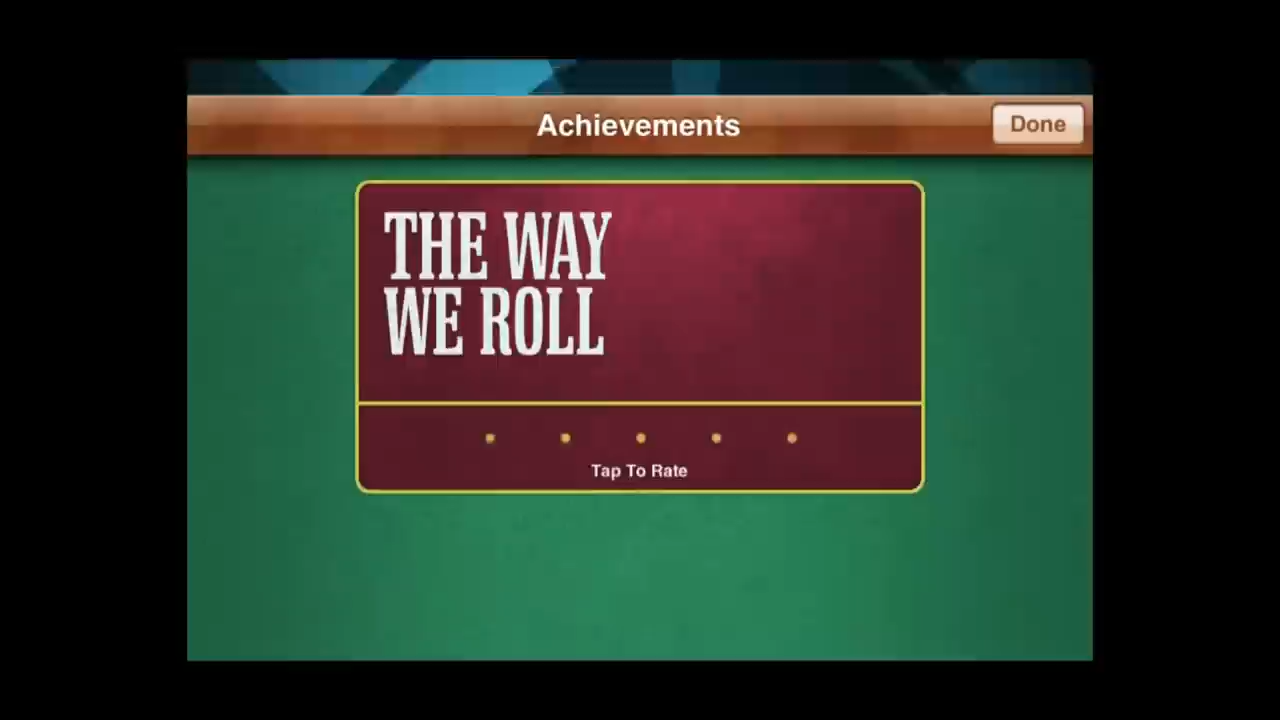 Achievements
Done
THE WAY
WE ROLL
Tap To Rate